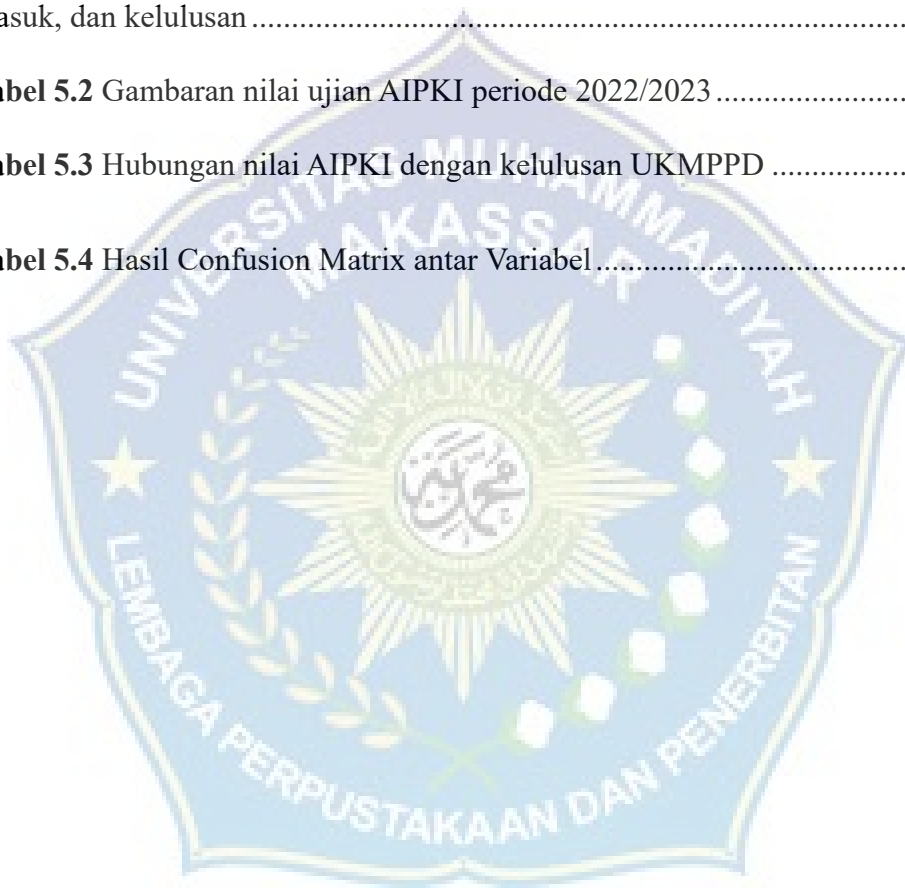 asuk, dan kelulusan
abel 5.2 Gambaran nilai ujian AIPKI periode 2022/2023
abel 5.3 Hubungan nilai AIPKI dengan kelulusan UKMPPD
abel 5.4 Hasil Confusion Matrix antar Variabel
UNIVERSITAS MUHAMMADIYAH
MAKASSAR
LEMBAGA PERPUSTAKAAN DAN PENERBITAN